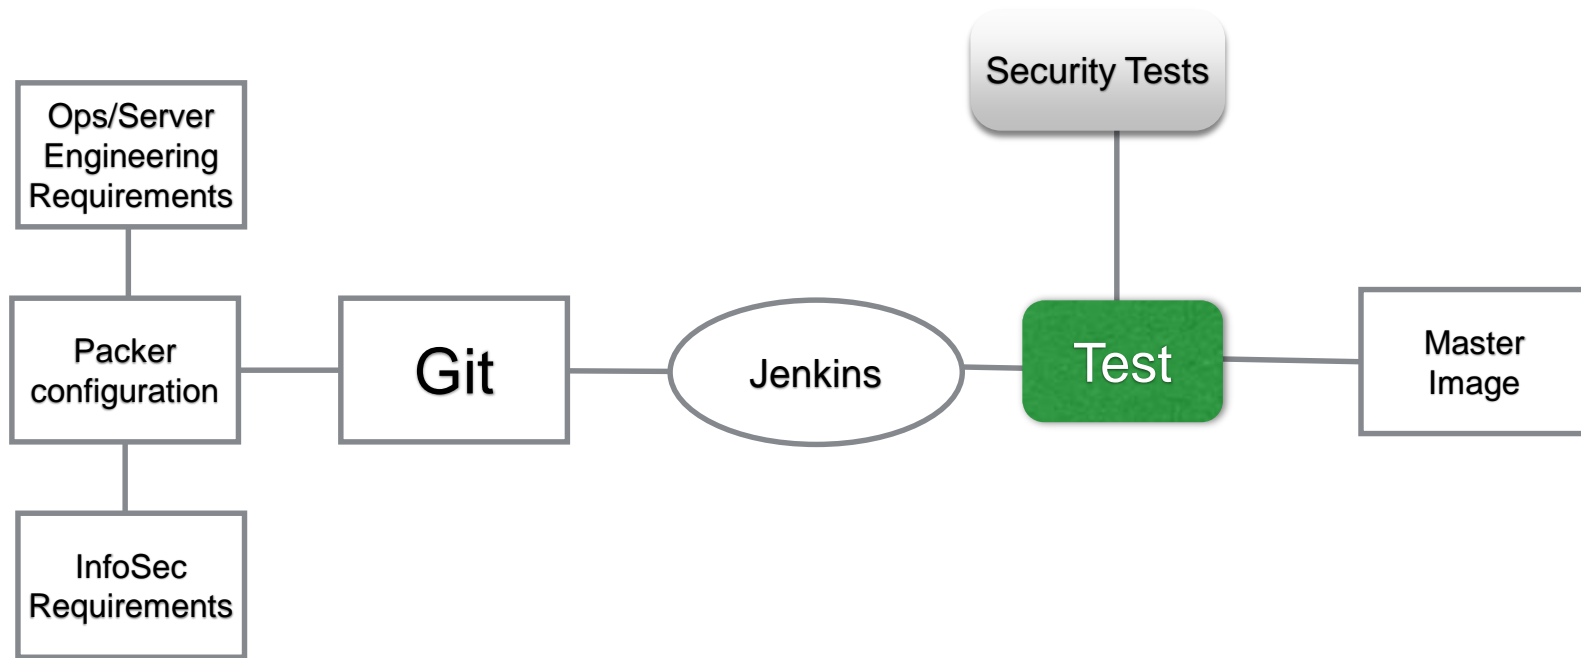 Security Tests
Ops/Server
Engineering
Requirements
Packer
configuration
Git
Jenkins
Test
Master
Image
InfoSec
Requirements